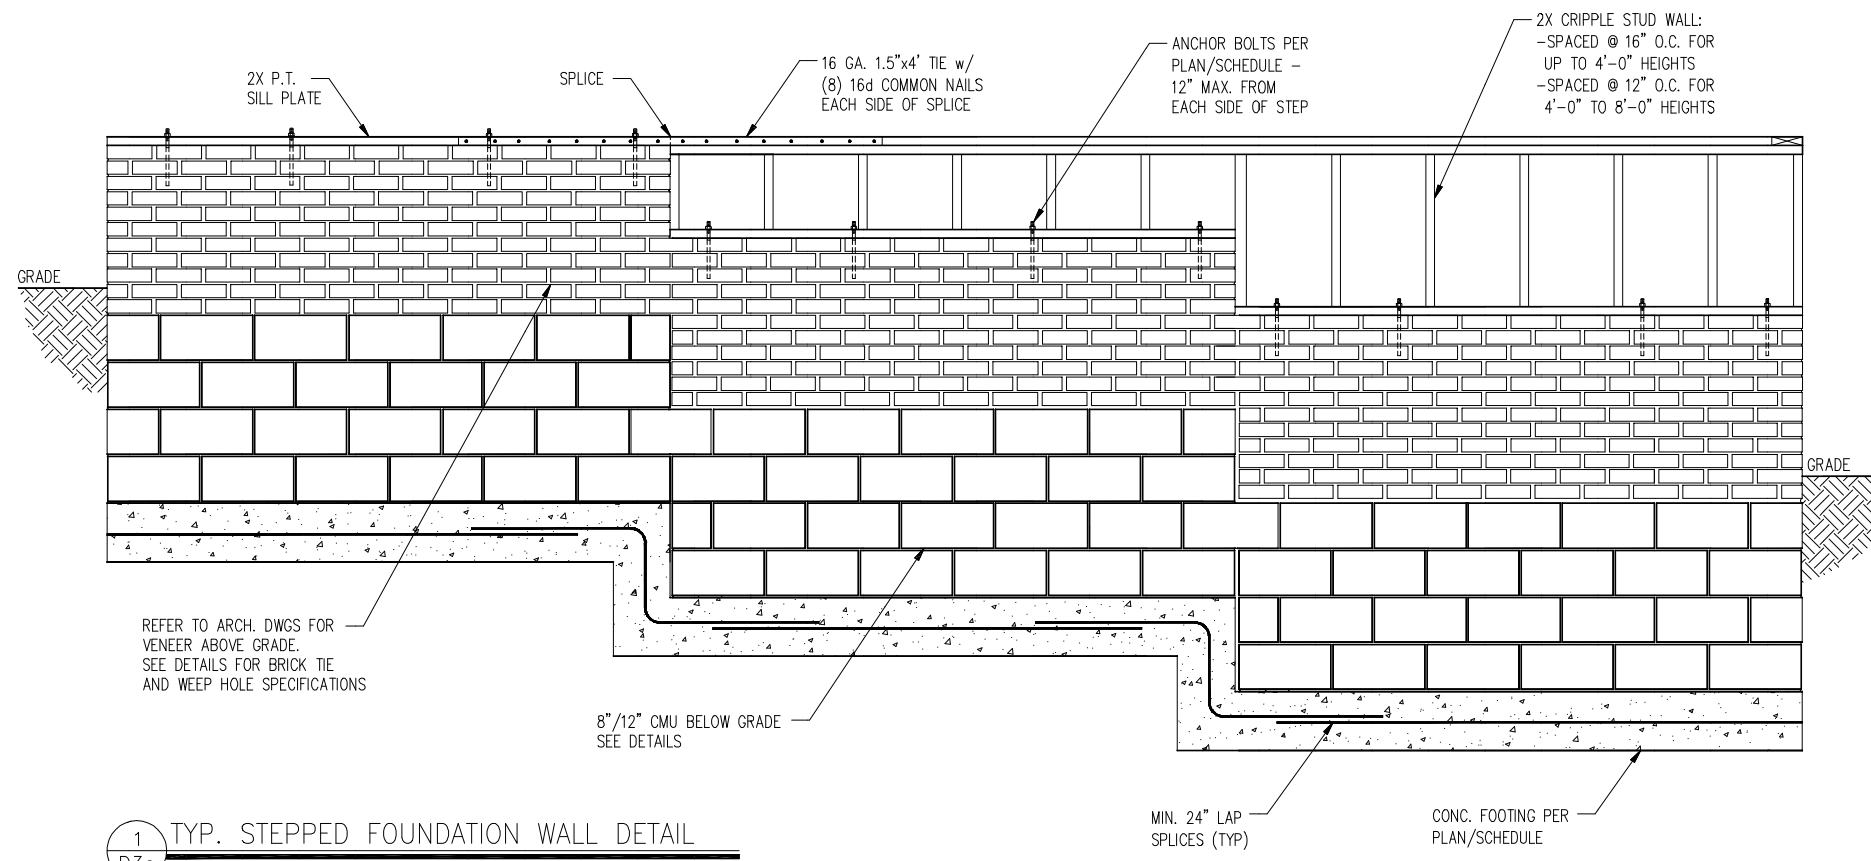 2X P.T.
SILL PLATE
SPLICE
16 GA. 1.5"x4' TIE w/
(8) 16d COMMON NAILS
EACH SIDE OF SPLICE
ANCHOR BOLTS PER
PLAN/SCHEDULE -
12" MAX. FROM
EACH SIDE OF STEP
2X CRIPPLE STUD WALL:
-SPACED @ 16" O.C. FOR
UP TO 4'-0" HEIGHTS
-SPACED @ 12" O.C. FOR
4'-0" TO 8'-0" HEIGHTS
GRADE
GRADE
REFER TO ARCH. DWGS FOR
VENEER ABOVE GRADE.
SEE DETAILS FOR BRICK TIE
AND WEEP HOLE SPECIFICATIONS
8"/12" CMU BELOW GRADE
SEE DETAILS
MIN. 24" LAP
SPLICES (TYP)
CONC. FOOTING PER
PLAN/SCHEDULE
1
TYP. STEPPED FOUNDATION WALL DETAIL